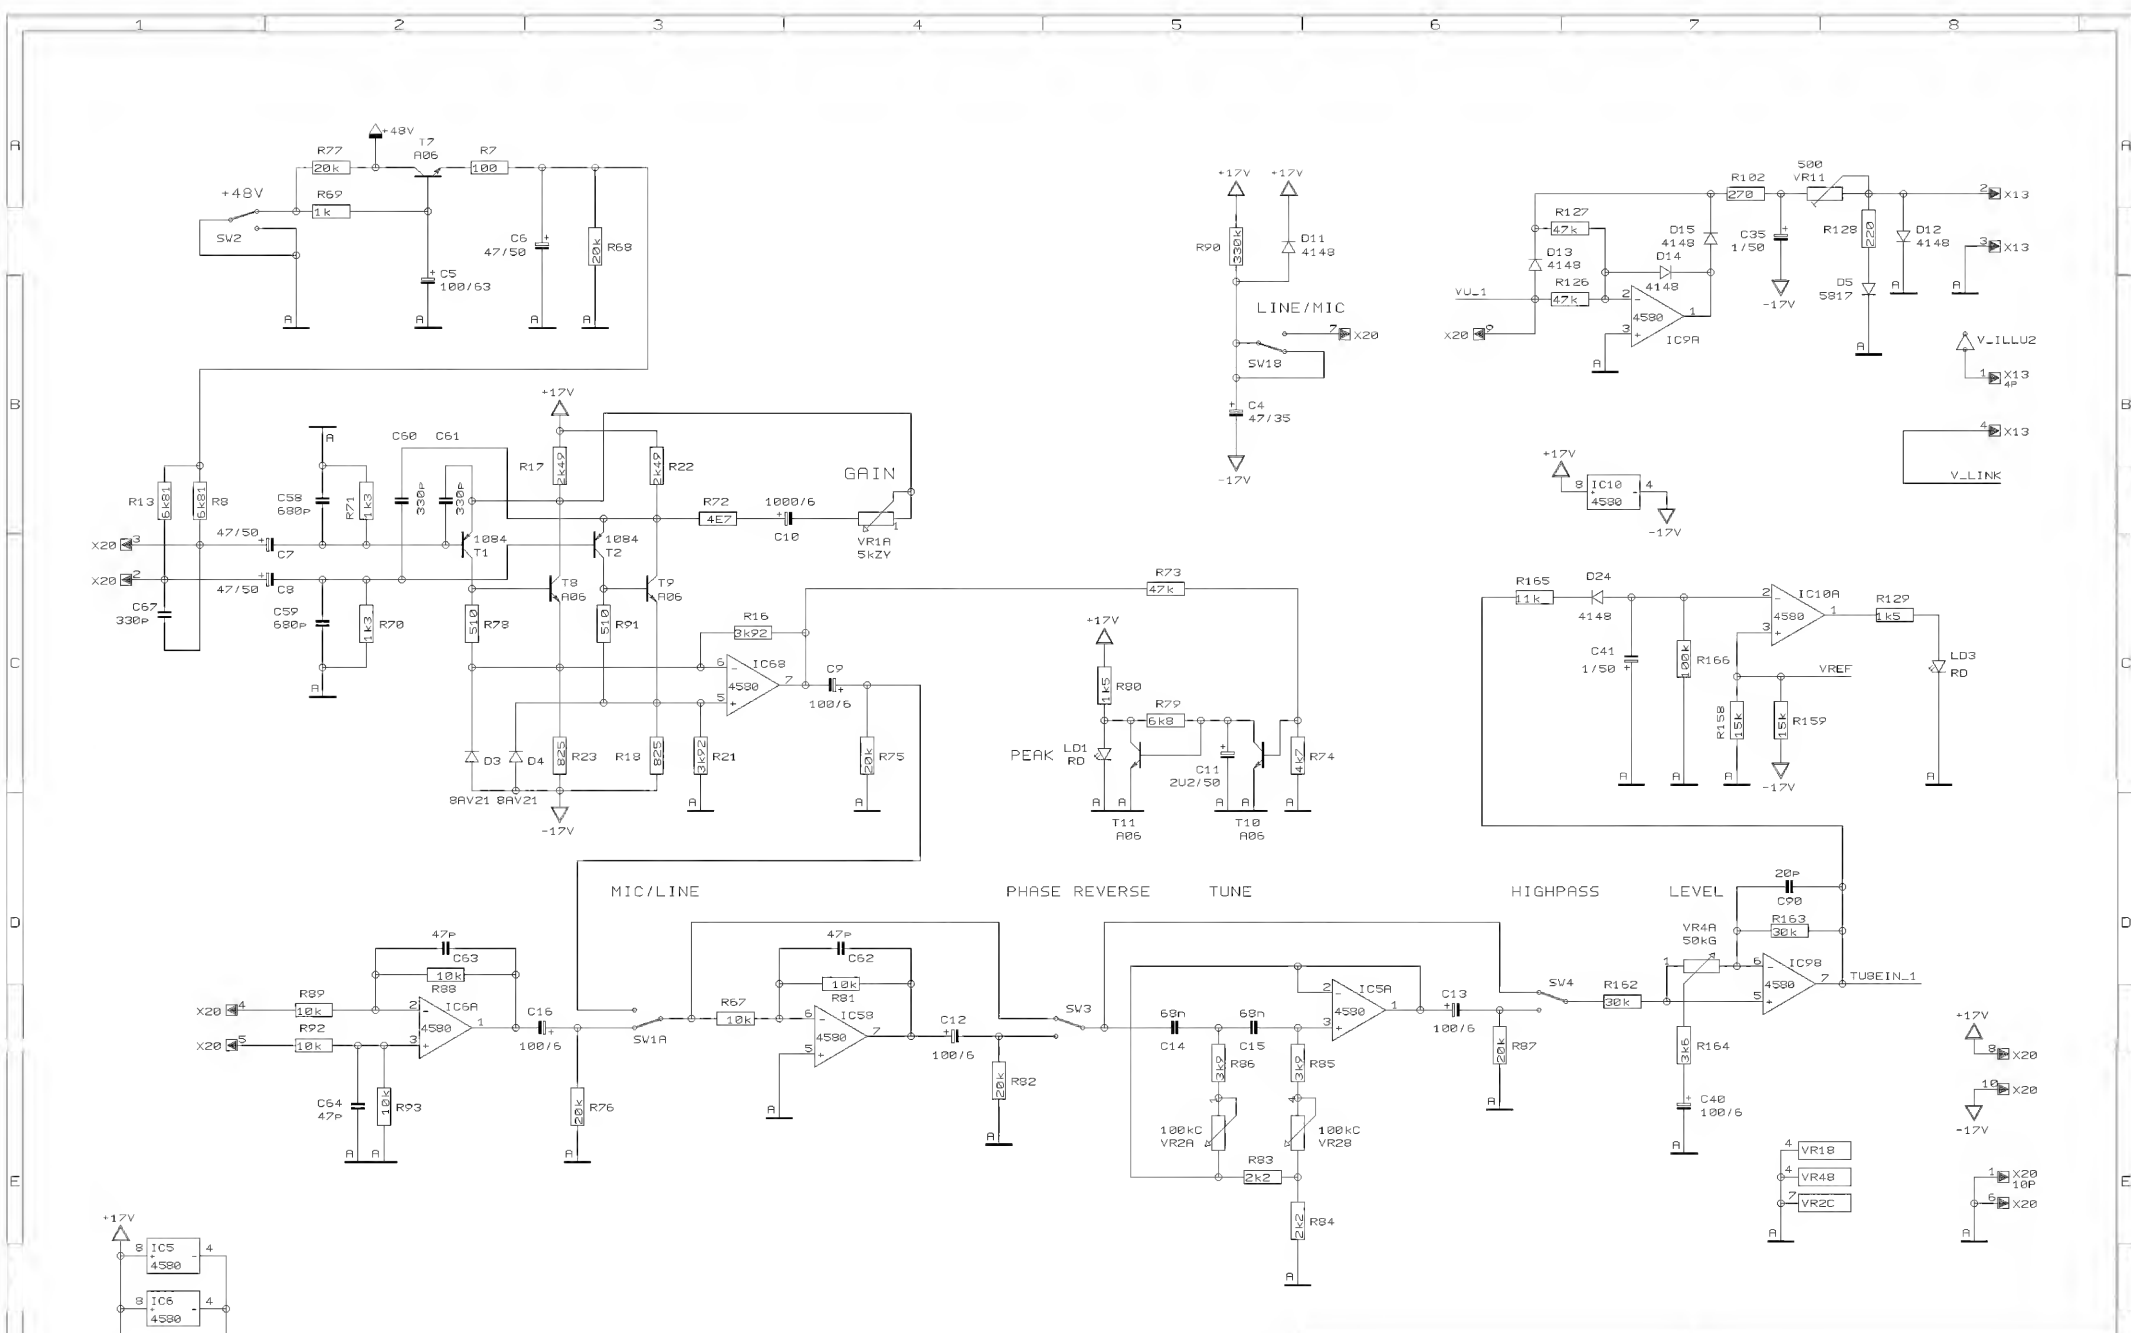 1 2 3 4 5 6 7 8
A
A
+48V
T7
A06
R77
20k
R7
100
+48V
R69
1k
SW2
C6
47/50
20k
R68
C5
100/63
A A A A
+17V +17V
R90
330k
D11
4148
LINE/MIC
7 X20
SW18
C4
47/35
-17V
500
VR11
R102
270
2 X13
R127
47k
D15
4148
C35
1/50
R128
220
D12
4148
3 X13
D13
4148
D14
4148
R126
47k
VU_1
2
4580
1
3
IC9A
D5
5817
-17V
A A
X20 9
A
A
V_ILLU2
1 X13
4P
4 X13
V_LINK
B
B
+17V
A
C60 C61
R17
2k49
2k49
R22
GAIN
R13
6k81
6k81
R8
C58
680p
R71
1k3
330p
330p
R72
4E7
1000/6
C10
VR1A
5kZY
1
+17V
8 IC10 4
4580
-17V
X20 3
47/50
C7
1084
T1
1084
T2
X20 2
47/50
C8
T8
A06
T9
A06
R73
47k
C67
330p
C59
680p
1k3
R70
510
R78
510
R91
R16
3k92
6
IC6B
4580
7
5
C9
100/6
+17V
1k5
R80
R79
6k8
PEAK
LD1
RD
C11
2U2/50
4k7
R74
R165
11k
D24
4148
2
IC10A
4580
1
3
R129
1k5
C41
1/50
100k
R166
VREF
LD3
RD
R158
15k
15k
R159
-17V
A A A A
C
C
A
D3
D4
825
R23
R18
825
3k92
R21
20k
R75
BAV21 BAV21
-17V
A A
A A A A A
T11
A06
T10
A06
MIC/LINE
PHASE REVERSE
TUNE
HIGHPASS
LEVEL
D
D
47p
C63
10k
R88
47p
C62
10k
R81
20p
C90
R163
30k
VR4A
50kG
1
X20 4
R89
10k
R92
10k
X20 5
2
IC6A
4580
1
3
C16
100/6
SW1A
R67
10k
6
IC5B
4580
7
5
C12
100/6
SW3
68n
C14
68n
C15
2
IC5A
4580
1
3
C13
100/6
SW4
R162
30k
6
IC9B
4580
7
5
TUBEIN_1
C64
47p
10k
R93
20k
R76
20k
R82
3k9
R86
3k9
R85
20k
R87
3k6
R164
C40
100/6
+17V
8 X20
10 X20
-17V
A A A A A A A
1
4
100kC
VR2A
100kC
VR2B
R83
2k2
2k2
R84
A
4 VR1B
4 VR4B
7 VR2C
A
1 X20
10P
6 X20
A
E
E
+17V
8 IC5 4
4580
8 IC6 4
4580